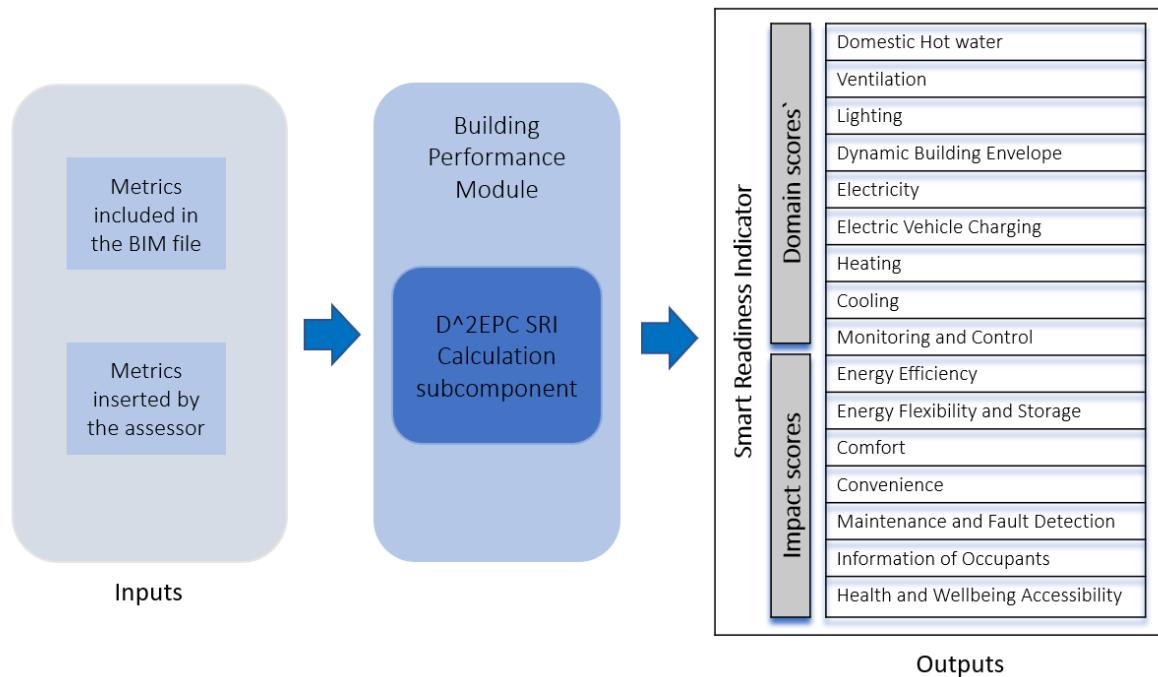 Metrics
included in
the BIM file
Metrics
inserted by
the assessor
Inputs
Building
Performance
Module
D^2EPC SRI
Calculation
subcomponent
Smart Readiness Indicator
Domain scores`
Domestic Hot water
Ventilation
Lighting
Dynamic Building Envelope
Electricity
Electric Vehicle Charging
Heating
Cooling
Monitoring and Control
Impact scores
Energy Efficiency
Energy Flexibility and Storage
Comfort
Convenience
Maintenance and Fault Detection
Information of Occupants
Health and Wellbeing Accessibility
Outputs